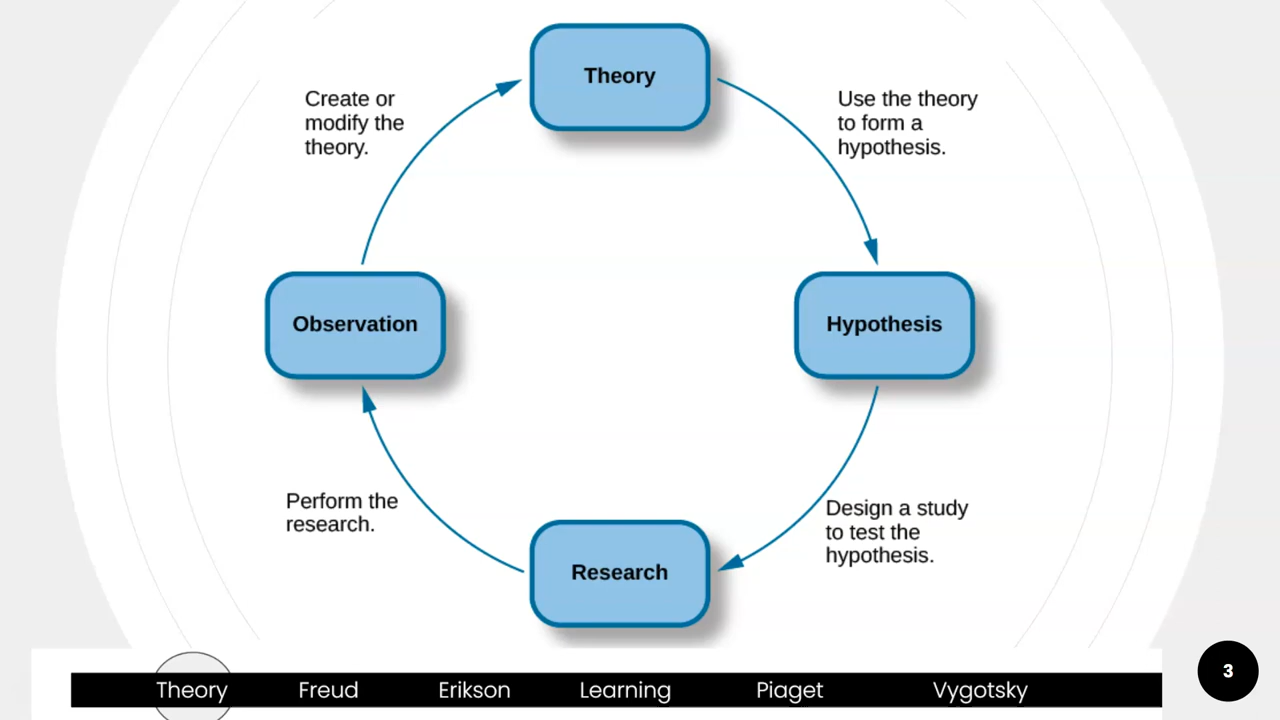 Theory
Create or
modify the
theory.
Use the theory
to form a
hypothesis.
Observation
Hypothesis
Perform the
research.
Design a study
to test the
hypothesis.
Research
Theory Freud Erikson Learning Piaget Vygotsky
3